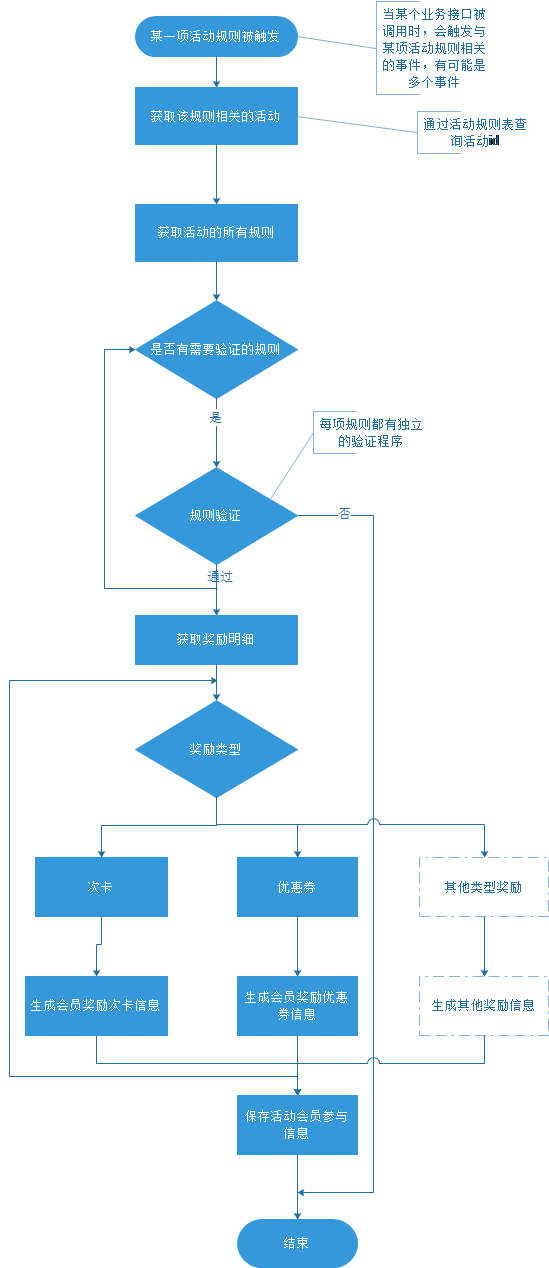 某一项活动规则被触发
当某个业务接口被
调用时，会触发与
某项活动规则相关
的事件，有可能是
多个事件
获取该规则相关的活动
通过活动规则表查
询活动id
获取活动的所有规则
是否有需要验证的规则
是
每项规则都有独立
的验证程序
规则验证
否
通过
获取奖励明细
奖励类型
次卡
优惠券
其他类型奖励
生成会员奖励次卡信息
生成会员奖励优惠
券信息
生成其他奖励信息
保存活动会员参与
信息
结束